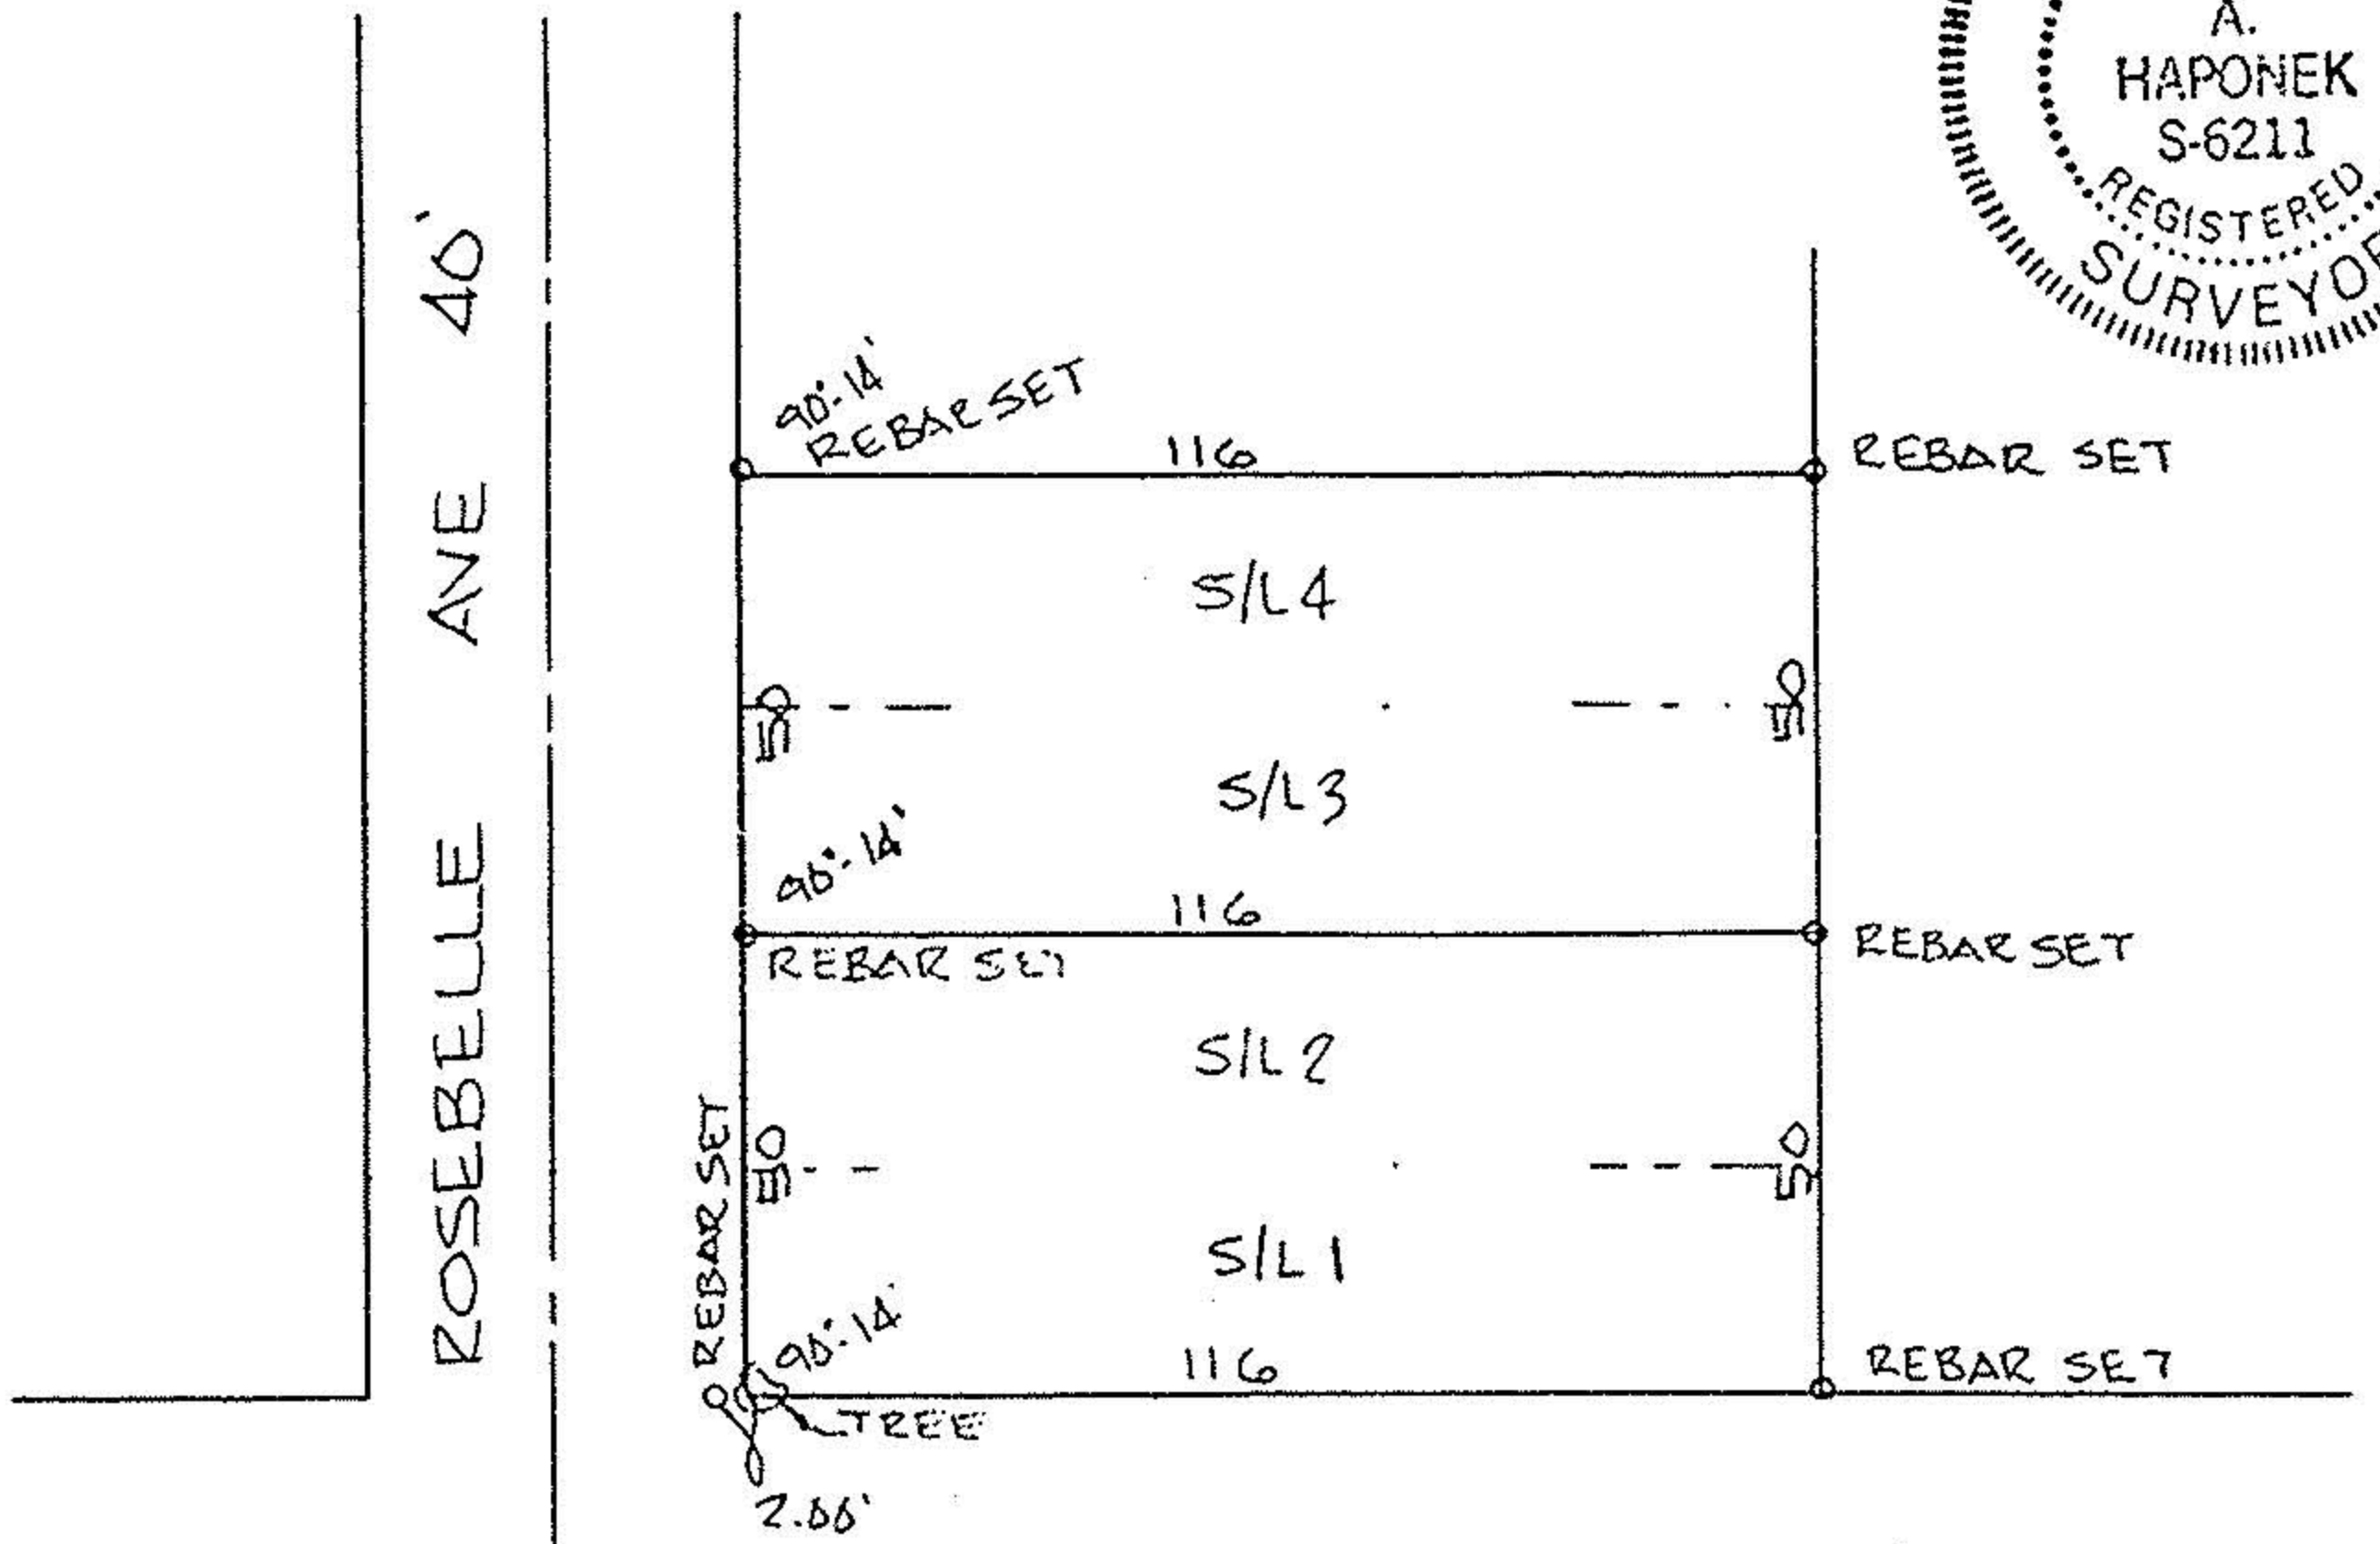 A.
HAPONEK
S-6211
REGISTERED
SURVEYOR
ROSEBELLE AVE 40'
90°-14'
REBAR SET
116
REBAR SET
S/L 4
50
50
S/L 3
90°-14'
116
REBAR SET
REBAR SET
S/L 2
REBAR SET
50
50
S/L 1
90°-14'
116
REBAR SET
TREE
2.00'